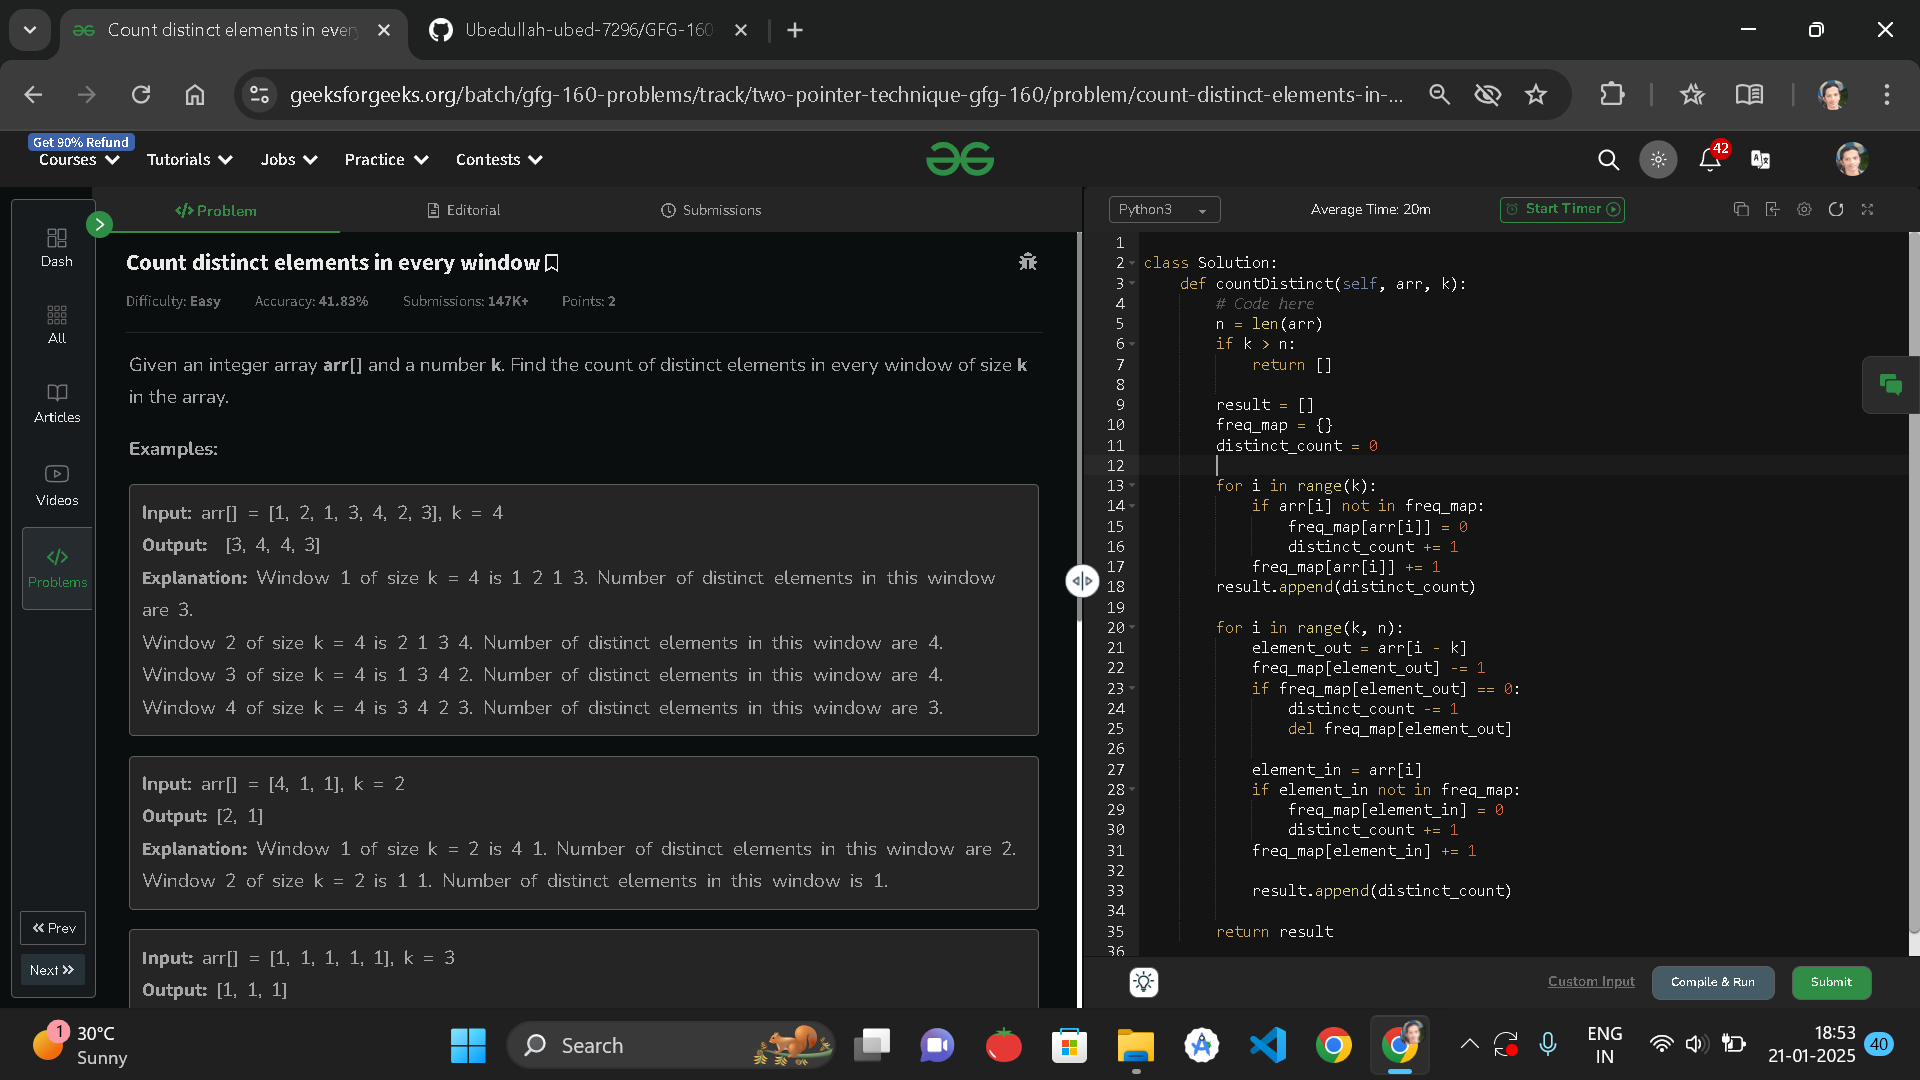 Count distinct elements in ever
Ubedullah-ubed-7296/GFG-160
geeksforgeeks.org/batch/gfg-160-problems/track/two-pointer-technique-gfg-160/problem/count-distinct-elements-in-...
Get 90% Refund
Courses
Tutorials
Jobs
Practice
Contests
42
Dash
All
Articles
Videos
Problems
Prev
Next
Problem
Editorial
Submissions
Count distinct elements in every window
Difficulty: Easy
Accuracy: 41.83%
Submissions: 147K+
Points: 2
Given an integer array arr[] and a number k. Find the count of distinct elements in every window of size k
in the array.
Examples:
Input: arr[] = [1, 2, 1, 3, 4, 2, 3], k = 4
Output: [3, 4, 4, 3]
Explanation: Window 1 of size k = 4 is 1 2 1 3. Number of distinct elements in this window
are 3.
Window 2 of size k = 4 is 2 1 3 4. Number of distinct elements in this window are 4.
Window 3 of size k = 4 is 1 3 4 2. Number of distinct elements in this window are 4.
Window 4 of size k = 4 is 3 4 2 3. Number of distinct elements in this window are 3.
Input: arr[] = [4, 1, 1], k = 2
Output: [2, 1]
Explanation: Window 1 of size k = 2 is 4 1. Number of distinct elements in this window are 2.
Window 2 of size k = 2 is 1 1. Number of distinct elements in this window is 1.
Input: arr[] = [1, 1, 1, 1, 1], k = 3
Output: [1, 1, 1]
Python3
Average Time: 20m
Start Timer
1
2 class Solution:
3 def countDistinct(self, arr, k):
4 # Code here
5 n = len(arr)
6 if k > n:
7 return []
8
9 result = []
10 freq_map = {}
11 distinct_count = 0
12
13 for i in range(k):
14 if arr[i] not in freq_map:
15 freq_map[arr[i]] = 0
16 distinct_count += 1
17 freq_map[arr[i]] += 1
18 result.append(distinct_count)
19
20 for i in range(k, n):
21 element_out = arr[i - k]
22 freq_map[element_out] -= 1
23 if freq_map[element_out] == 0:
24 distinct_count -= 1
25 del freq_map[element_out]
26
27 element_in = arr[i]
28 if element_in not in freq_map:
29 freq_map[element_in] = 0
30 distinct_count += 1
31 freq_map[element_in] += 1
32
33 result.append(distinct_count)
34
35 return result
36
Custom Input
Compile & Run
Submit
1
30°C
Sunny
Search
ENG
IN
18:53
21-01-2025
40